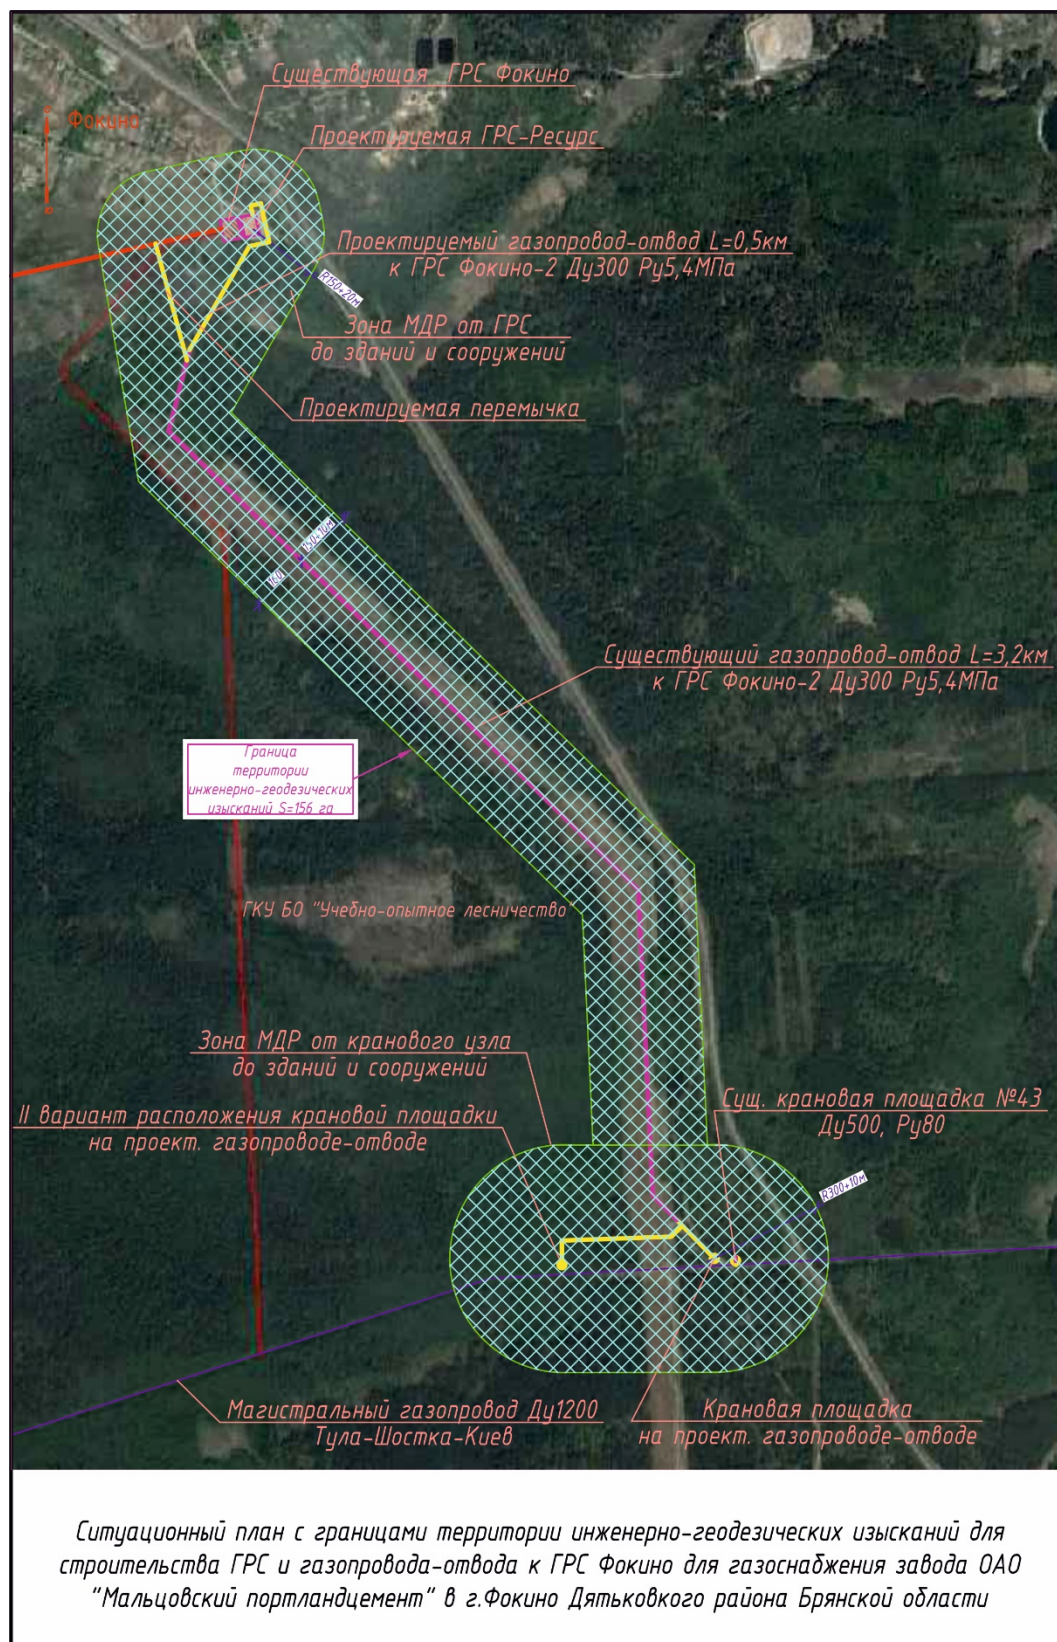 Существующая ГРС Фокино
Фокина
Проектируемая ГРС-Ресурс
Проектируемый газопровод-отвод L=0,5км
к ГРС Фокино-2 Ду300 Ру5,4МПа
R150+20м
Зона МДР от ГРС
до зданий и сооружений
Проектируемая перемычка
150+10м
160
Существующий газопровод-отвод L=3,2км
к ГРС Фокино-2 Ду300 Ру5,4МПа
Граница
территории
инженерно-геодезических
изысканий S=156 га
ГКУ БО "Учебно-опытное лесничество"
Зона МДР от кранового узла
до зданий и сооружений
Сущ. крановая площадка №43
Ду500, Ру80
II вариант расположения крановой площадки
на проект. газопроводе-отводе
R300+10м
Магистральный газопровод Ду1200
Тула-Шостка-Киев
Крановая площадка
на проект. газопроводе-отводе
Ситуационный план с границами территории инженерно-геодезических изысканий для
строительства ГРС и газопровода-отвода к ГРС Фокино для газоснабжения завода ОАО
"Мальцовский портландцемент" в г.Фокино Дятьковкого района Брянской области